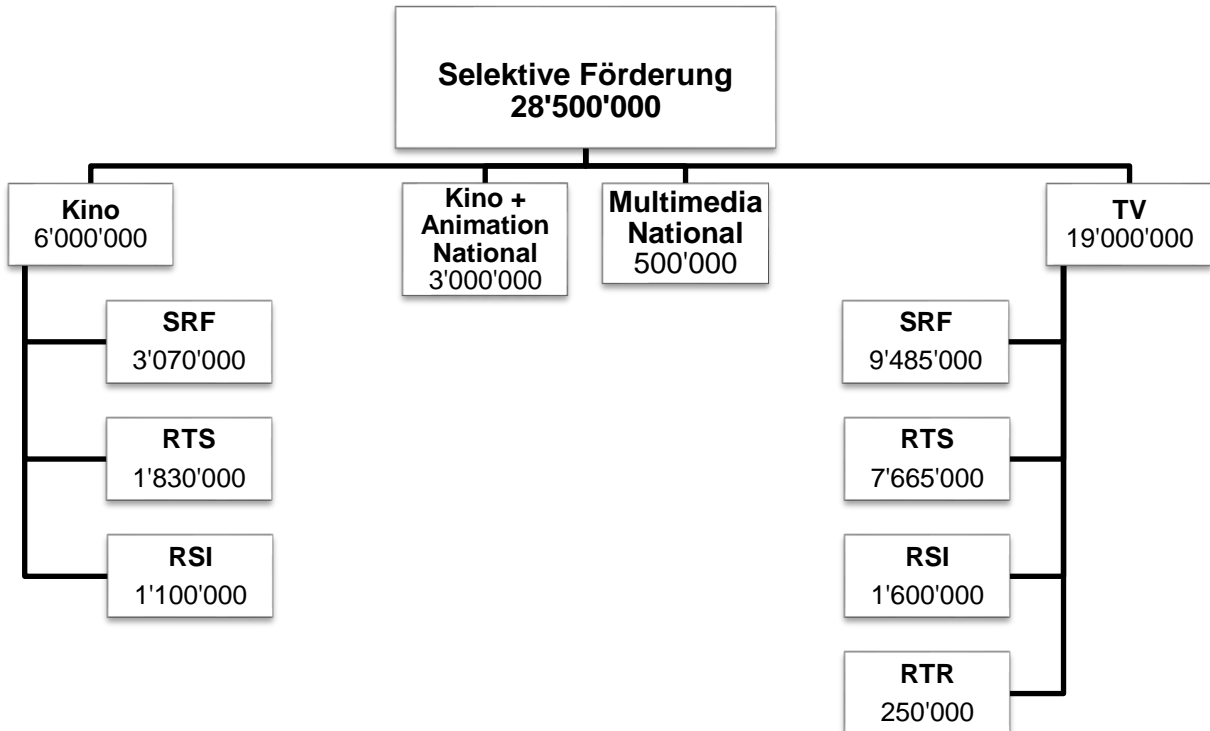 Selektive Förderung
28'500'000
Kino
6'000'000
Kino +
Animation
National
3'000'000
Multimedia
National
500'000
TV
19'000'000
SRF
3'070'000
RTS
1'830'000
RSI
1'100'000
SRF
9'485'000
RTS
7'665'000
RSI
1'600'000
RTR
250'000